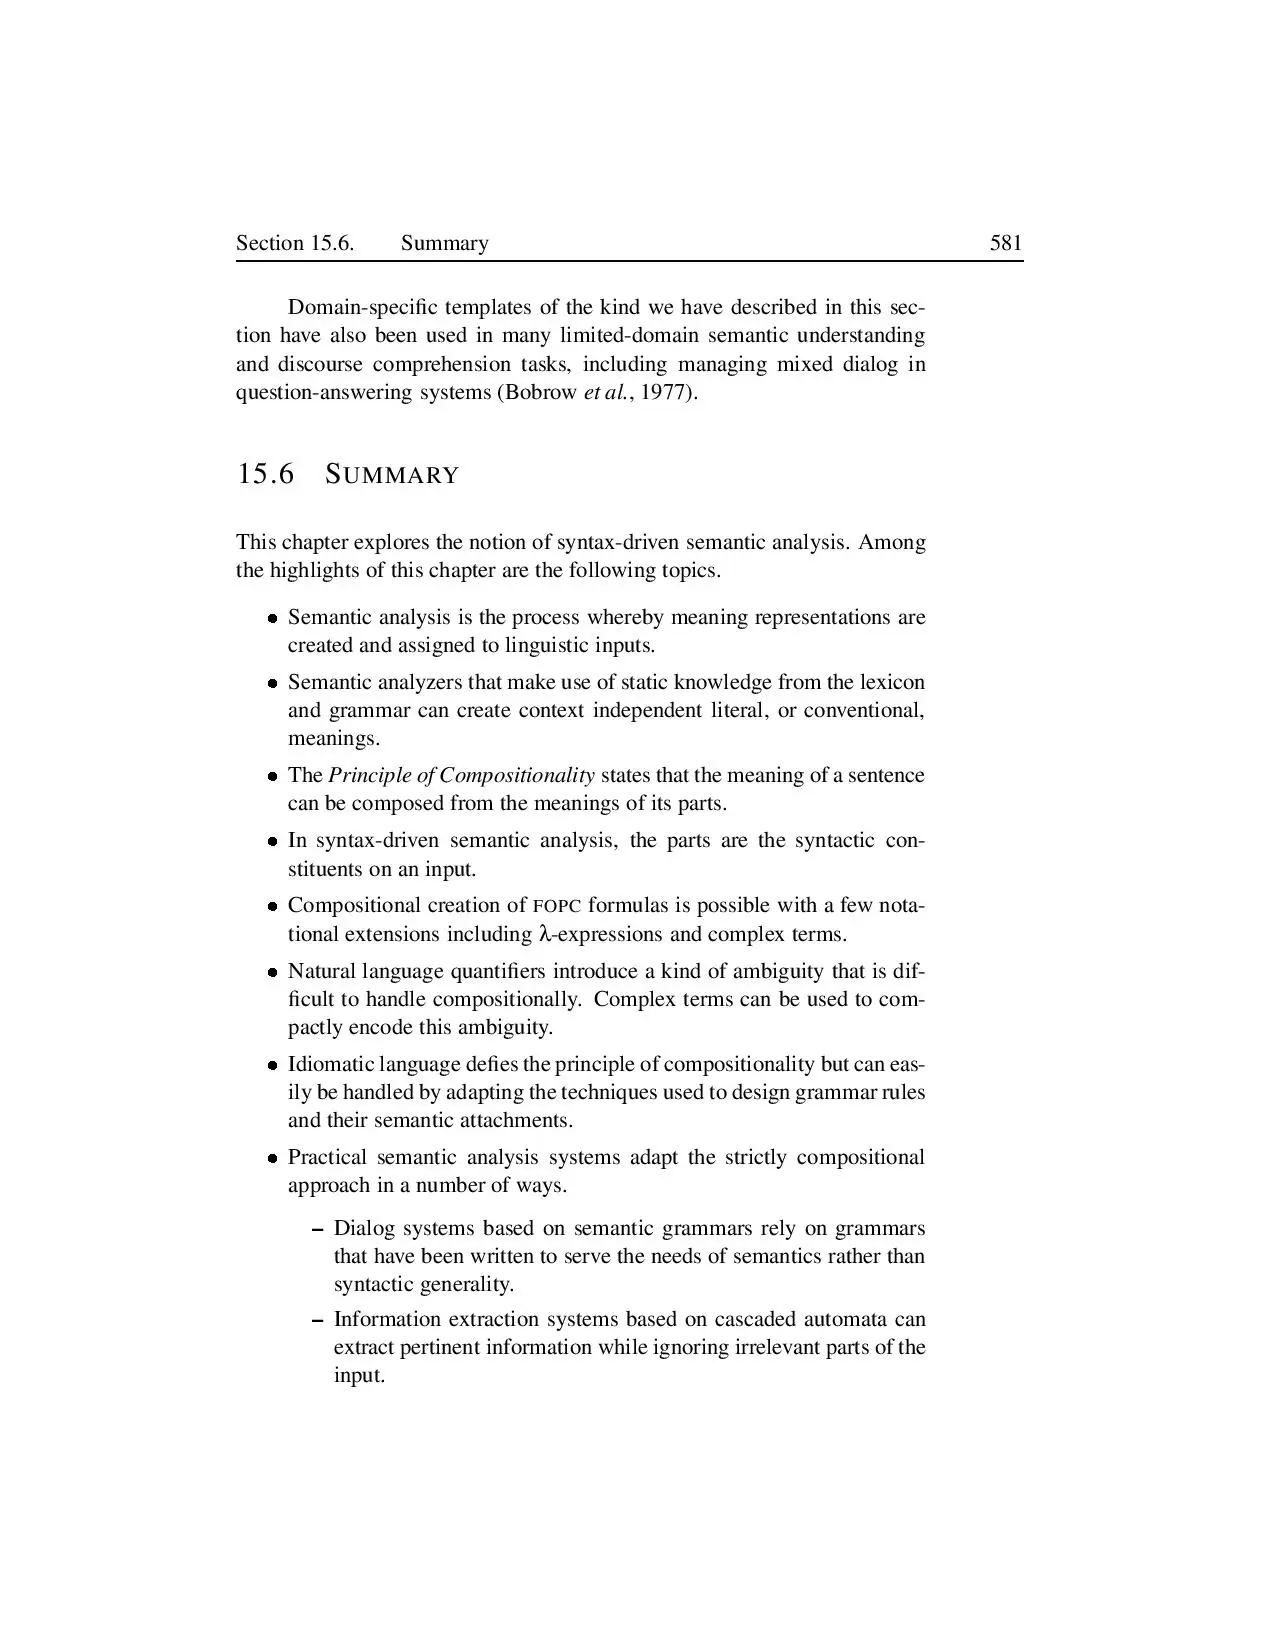 Section 15.6. Summary 581
Domain-specific templates of the kind we have described in this sec-
tion have also been used in many limited-domain semantic understanding
and discourse comprehension tasks, including managing mixed dialog in
question-answering systems (Bobrow et al., 1977).
15.6 SUMMARY
This chapter explores the notion of syntax-driven semantic analysis. Among
the highlights of this chapter are the following topics.
• Semantic analysis is the process whereby meaning representations are
created and assigned to linguistic inputs.
• Semantic analyzers that make use of static knowledge from the lexicon
and grammar can create context independent literal, or conventional,
meanings.
• The Principle of Compositionality states that the meaning of a sentence
can be composed from the meanings of its parts.
• In syntax-driven semantic analysis, the parts are the syntactic con-
stituents on an input.
• Compositional creation of FOPC formulas is possible with a few nota-
tional extensions including λ-expressions and complex terms.
• Natural language quantifiers introduce a kind of ambiguity that is dif-
ficult to handle compositionally. Complex terms can be used to com-
pactly encode this ambiguity.
• Idiomatic language defies the principle of compositionality but can eas-
ily be handled by adapting the techniques used to design grammar rules
and their semantic attachments.
• Practical semantic analysis systems adapt the strictly compositional
approach in a number of ways.
– Dialog systems based on semantic grammars rely on grammars
that have been written to serve the needs of semantics rather than
syntactic generality.
– Information extraction systems based on cascaded automata can
extract pertinent information while ignoring irrelevant parts of the
input.